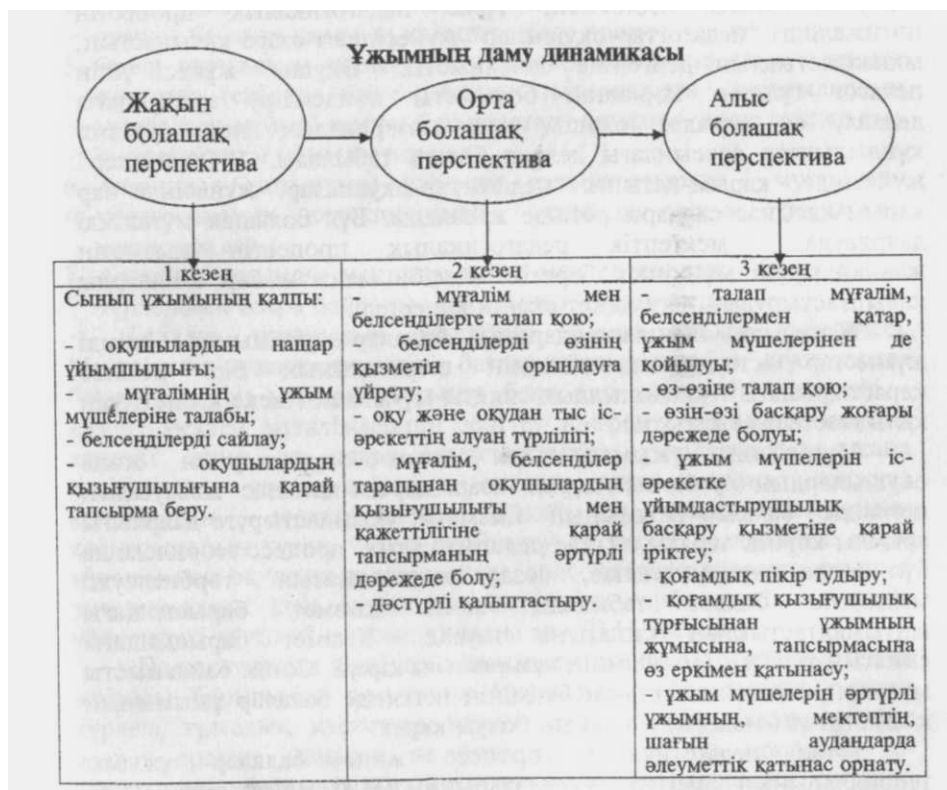 Ұжымның даму динамикасы
Жақын
болашақ
перспектива
Орта
болашақ
перспектива
Алыс
болашақ
перспектива
1 кезең
Сынып ұжымының қалпы:
- оқушылардың нашар
ұйымшылдығы;
- мұғалімнің ұжым
мүшелеріне талабы;
- белсенділерді сайлау;
- оқушылардың
қызығушылығына қарай
тапсырма беру.
2 кезең
- мұғалім мен
белсенділеруге талап қою;
- белсенділерді өзінің
қызметін орындауға
үйрету;
- оқу және оқудан тыс іс-
әрекеттің алуан түрлілігі;
- мұғалім, белсенділер
тарапынан оқушылардың
қызығушылығы мен
қажетілігіне қарай
тапсырманың әртүрлі
дәрежеде болу;
- дәстүрлі қалыптастыру.
3 кезең
- талап мұғалім,
белсенділермен қатар,
ұжым мүшелерінен де
қойылуы;
- өз-өзіне талап қою;
- өзін-өзі басқару жоғары
дәрежеде болуы;
- ұжым мүшелерін іс-
әрекетке
ұйымдастырушылық
басқару қызметін қарай
іріктеу;
- қоғамдық пікір тудыру;
- қоғамдық қызығушылық
тұрғысынан ұжымның
жұмысына, тапсырмасына
өз еркімен қатынасу;
- ұжым мүшелерін әртүрлі
ұжымның, мектептің,
шағын аудандарда
әлеуметтік қатынас орнату.